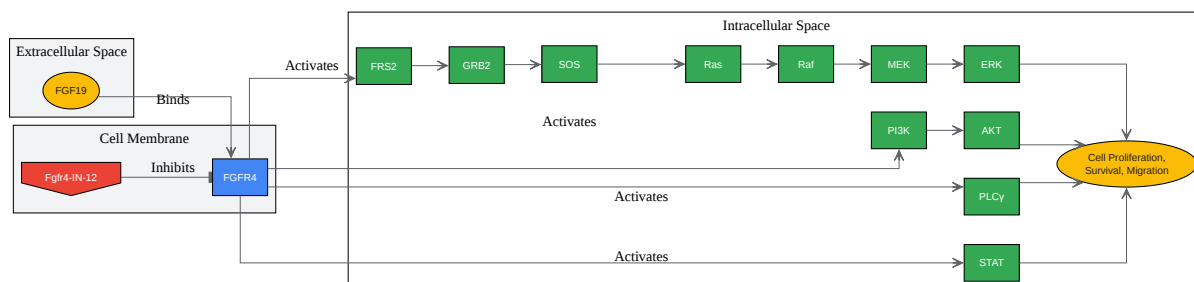 Intracellular Space
Extracellular Space
FGF19
Binds
Activates
FRS2
GRB2
SOS
Ras
Raf
MEK
ERK
Activates
PI3K
AKT
Cell Membrane
Fgfr4-IN-12
Inhibits
FGFR4
Cell Proliferation,
Survival, Migration
Activates
PLCγ
Activates
STAT